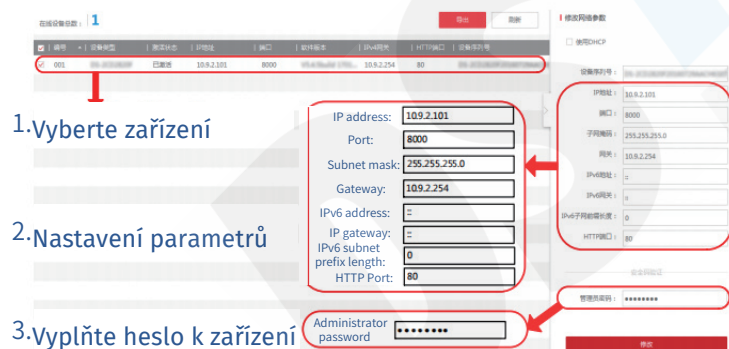 在线设备总数： 1
导出
刷新
修改网络参数
编号 设备类型 激活状态 IP地址 端口 软件版本 IPv4网关 HTTP端口 设备序列号
使用DHCP
001 已激活 10.9.2.101 8000 10.9.2.254 80
设备序列号：
IP地址： 10.9.2.101
端口： 8000
子网掩码： 255.255.255.0
网关： 10.9.2.254
IPv6地址： ::
IPv6网关： ::
IPv6子网前缀长度： 0
HTTP端口： 80
管理员密码： ••••••••
修改
1.Vyberte zařízení
IP address: 10.9.2.101
Port: 8000
Subnet mask: 255.255.255.0
Gateway: 10.9.2.254
2.Nastavení parametrů
IPv6 address: ::
IP gateway: ::
IPv6 subnet
prefix length: 0
HTTP Port: 80
3.Vyplňte heslo k zařízení
Administrator
password ••••••••